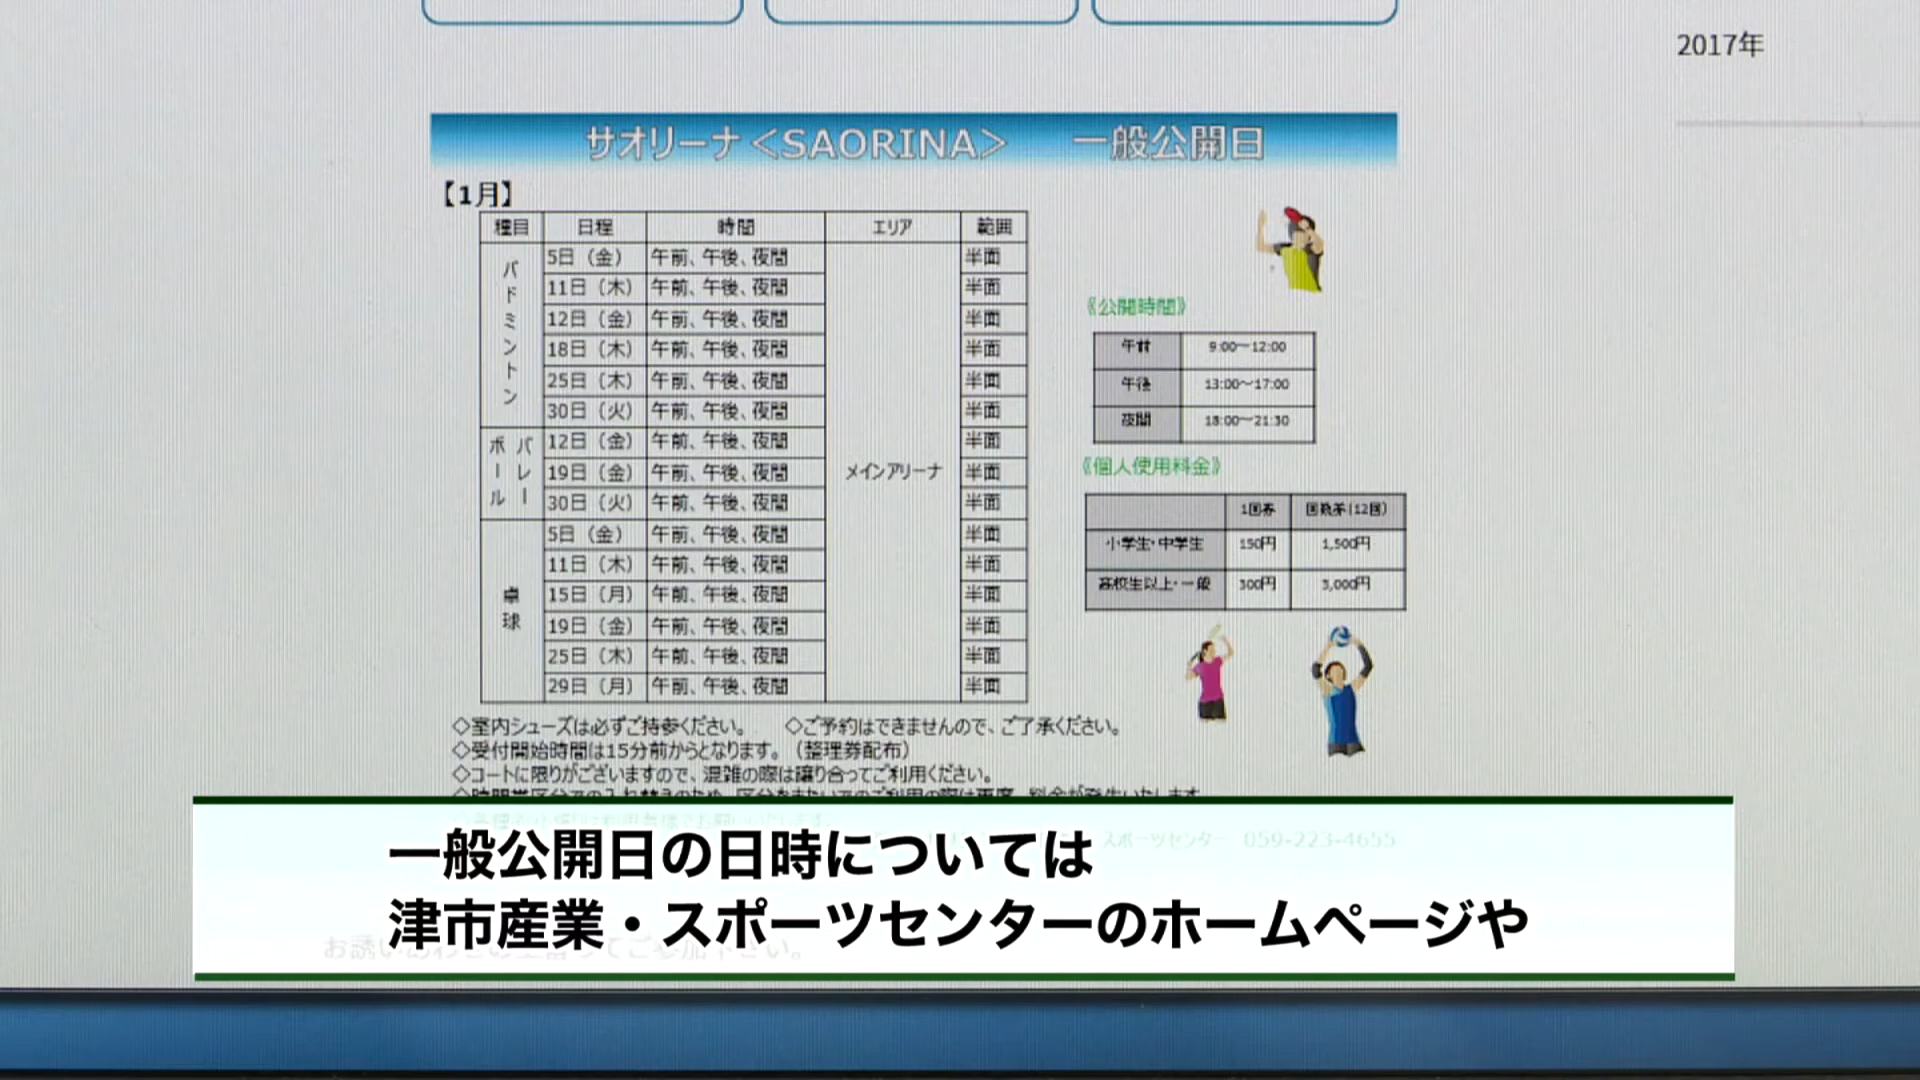 2017年
サオリーナ＜SAORINA＞　一般公開日
【1月】
種目 日程 時間 エリア 範囲
バドミントン
5日（金） 午前、午後、夜間 半面
11日（木） 午前、午後、夜間 半面
12日（金） 午前、午後、夜間 半面
18日（木） 午前、午後、夜間 半面
25日（木） 午前、午後、夜間 半面
30日（火） 午前、午後、夜間 半面
バレーボール
12日（金） 午前、午後、夜間 半面
19日（金） 午前、午後、夜間 メインアリーナ 半面
30日（火） 午前、午後、夜間 半面
卓球
5日（金） 午前、午後、夜間 半面
11日（木） 午前、午後、夜間 半面
15日（月） 午前、午後、夜間 半面
19日（金） 午前、午後、夜間 半面
25日（木） 午前、午後、夜間 半面
29日（月） 午前、午後、夜間 半面
《公開時間》
午前 9:00～12:00
午後 13:00～17:00
夜間 18:00～21:30
《個人使用料金》
1回券 回数券(12回)
小学生・中学生 150円 1,500円
高校生以上・一般 300円 3,000円
◇室内シューズは必ずご持参ください。　◇ご予約はできませんので、ご了承ください。
◇受付開始時間は15分前からとなります。（整理券配布）
◇コートに限りがございますので、混雑の際は譲り合ってご利用ください。
スポーツセンター 059-223-4655
一般公開日の日時については
津市産業・スポーツセンターのホームページや